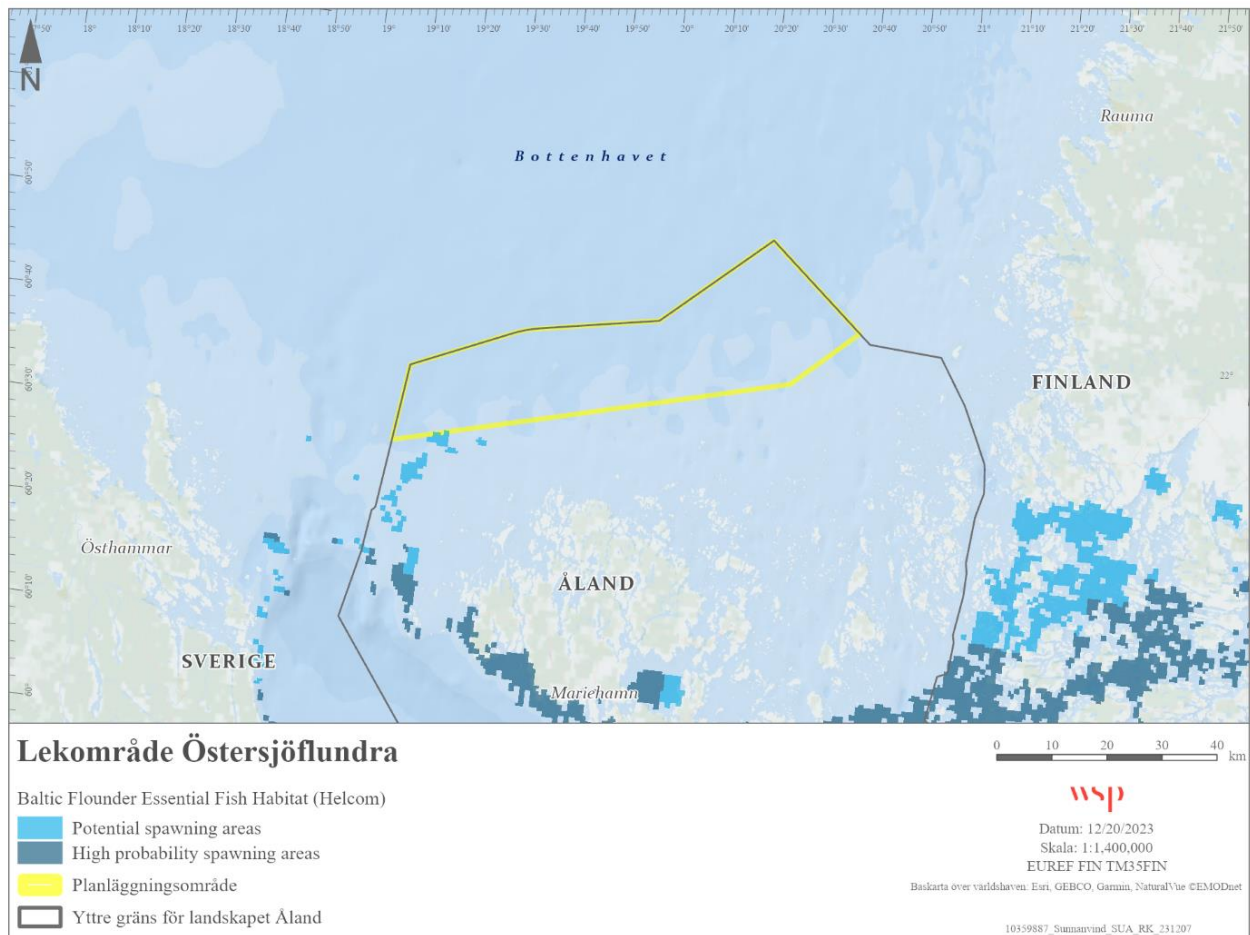 50' 18° 18°10' 18°20' 18°30' 18°40' 18°50' 19° 19°10' 19°20' 19°30' 19°40' 19°50' 20° 20°10' 20°20' 20°30' 20°40' 20°50' 21° 21°10' 21°20' 21°30' 21°40' 21°50'
N
Rauma
Bottenhavet
60°50'
60°40'
60°30'
FINLAND
22°
60°20'
Östhammar
60°10'
ÅLAND
SVERIGE
60°
Mariehamn
Lekområde Östersjöflundra
Baltic Flounder Essential Fish Habitat (Helcom)
Potential spawning areas
High probability spawning areas
Planläggningsområde
Yttre gräns för landskapet Åland
0 10 20 30 40
km
wsp
Datum: 12/20/2023
Skala: 1:1,400,000
EUREF FIN TM35FIN
Baskarta över världshaven: Esri, GEBCO, Garmin, NaturalVue ©EMODnet
10359887_Sunnanvind_SUA_RK_231207